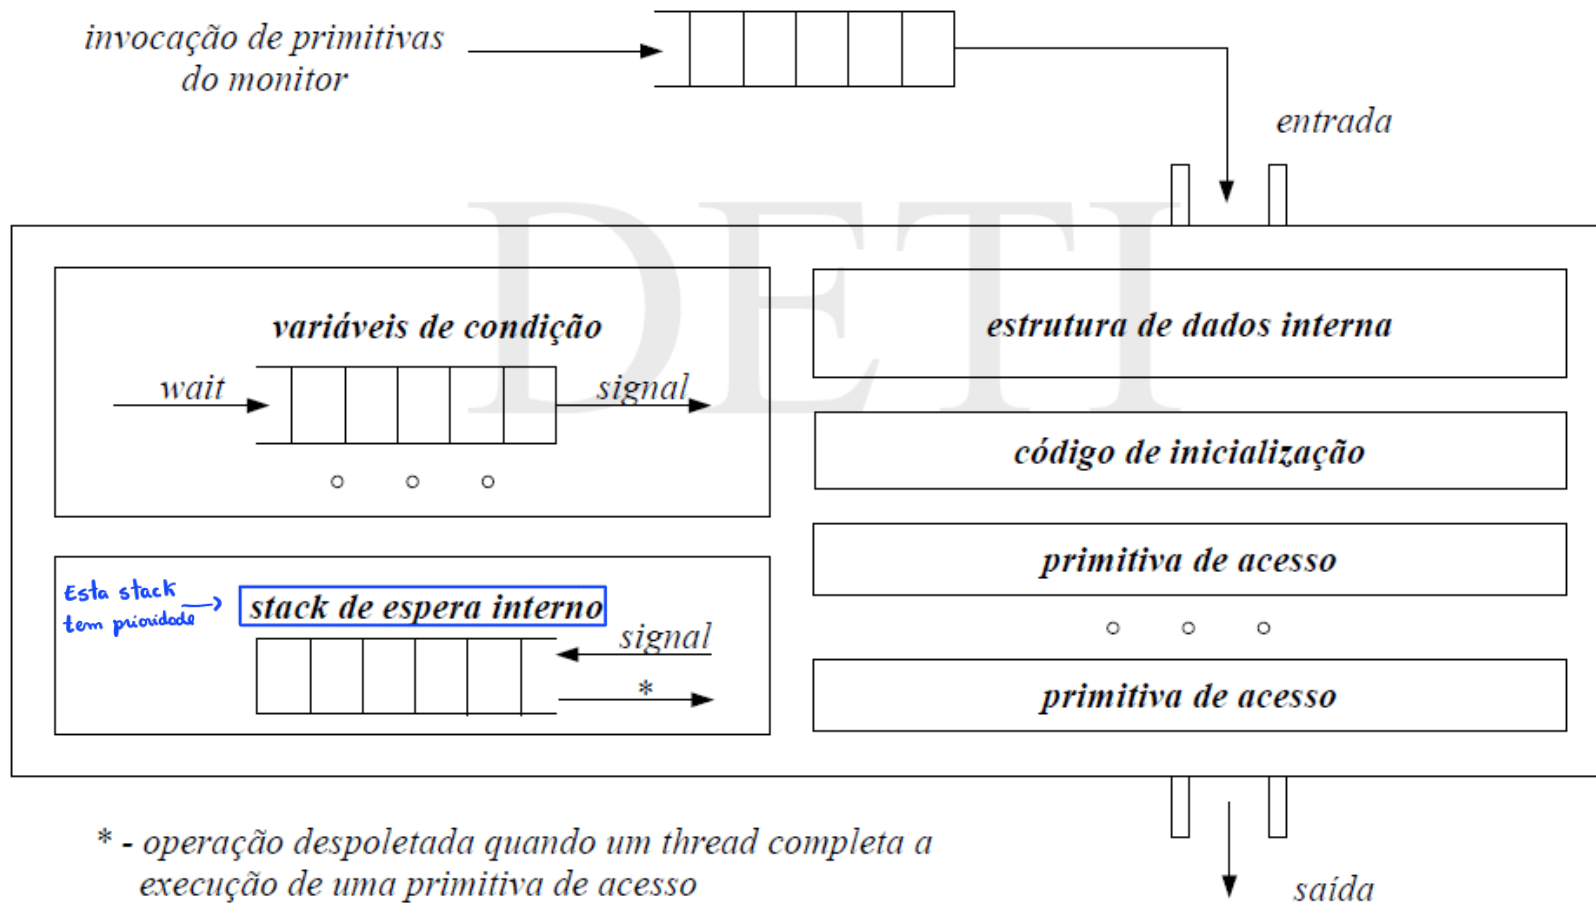 invocação de primitivas
do monitor
entrada
DETI
variáveis de condição
wait
signal
estrutura de dados interna
código de inicialização
primitiva de acesso
Esta stack
tem prioridade
stack de espera interno
signal
*
primitiva de acesso
* - operação despoletada quando um thread completa a
execução de uma primitiva de acesso
saída